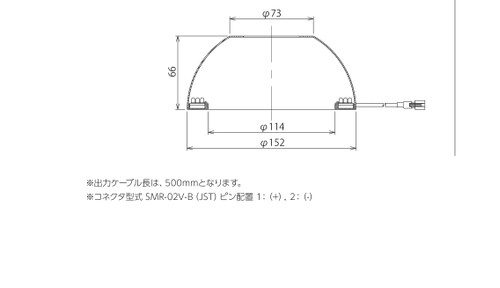 φ73
66
φ114
φ152
※出力ケーブル長は、500mmとなります。
※コネクタ型式 SMR-02V-B (JST) ピン配置 1： (+) , 2： (-)